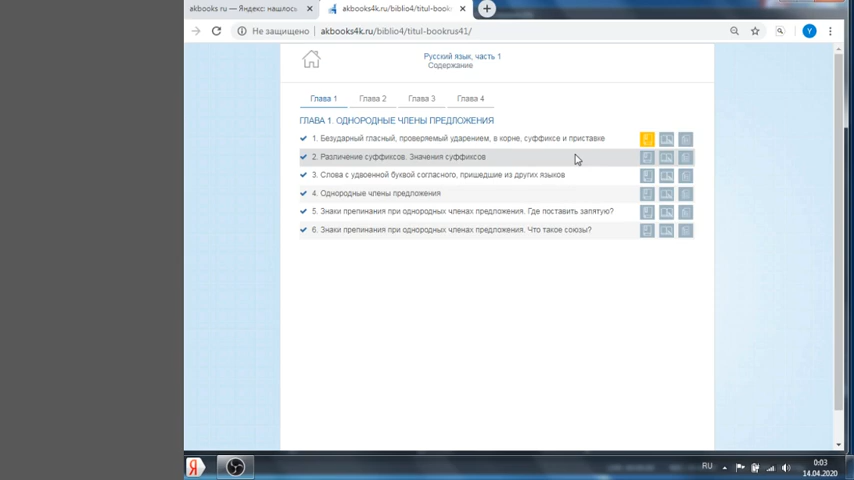 akbooks ru — Яндекс: нашлось
akbooks4k.ru/biblio4/titul-bookr
Не защищено
akbooks4k.ru/biblio4/titul-bookrus41/
Y
Русский язык, часть 1
Содержание
Глава 1
Глава 2
Глава 3
Глава 4
ГЛАВА 1. ОДНОРОДНЫЕ ЧЛЕНЫ ПРЕДЛОЖЕНИЯ
1. Безударный гласный, проверяемый ударением, в корне, суффиксе и приставке
2. Различение суффиксов. Значения суффиксов
3. Слова с удвоенной буквой согласного, пришедшие из других языков
4. Однородные члены предложения
5. Знаки препинания при однородных членах предложения. Где поставить запятую?
6. Знаки препинания при однородных членах предложения. Что такое союзы?
Я
RU
0:03
14.04.2020